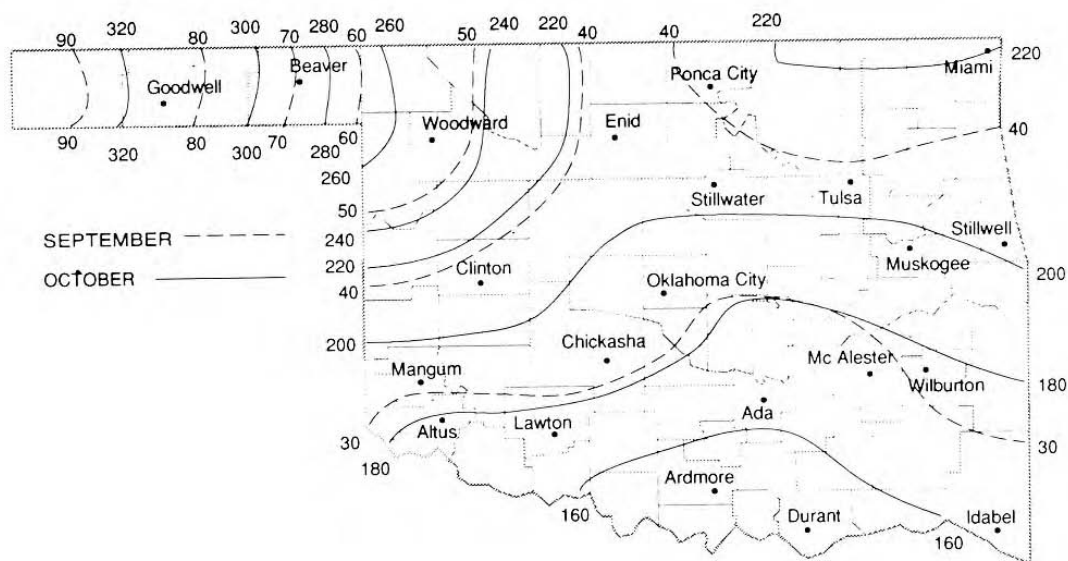 90 320 80 300 70 280 60 260 50 240 220 40 40 220
220
Beaver
Goodwell
Ponca City
Miami
90 320 80 300 70 280 60
Woodward
Enid
40
260
Stillwater
Tulsa
50
SEPTEMBER
Stillwell
240
Muskogee
220
Clinton
OCTOBER
Oklahoma City
200
40
200
Chickasha
Mc Alester
Mangum
Wilburton
180
Ada
Altus
Lawton
30
30
180
Ardmore
160
Durant
Idabel
160